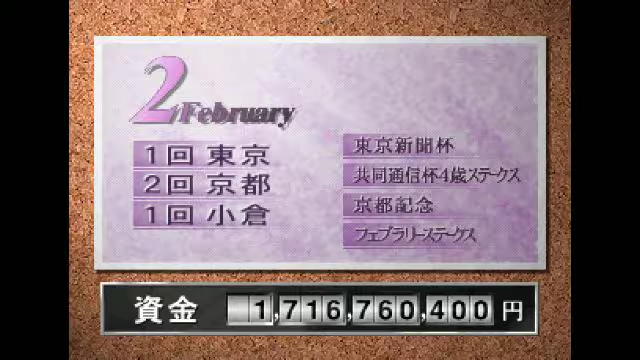 2 February
1回 東京
2回 京都
1回 小倉
東京新聞杯
共同通信杯4歳ステークス
京都記念
フェブラリーステークス
資金 1,716,760,400 円